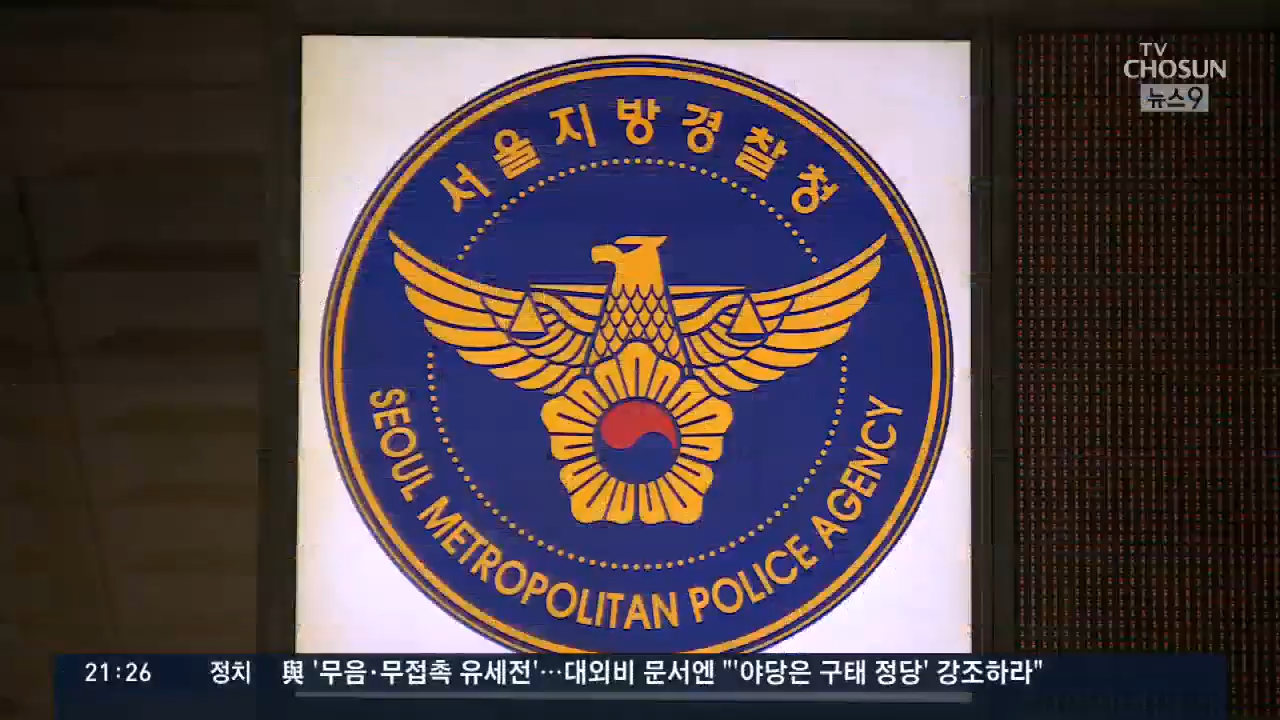 TV
CHOSUN
뉴스9
서울지방경찰청
SEOUL METROPOLITAN POLICE AGENCY
21:26 정치 與 '무음·무접촉 유세전'…대외비 문서엔 "'야당은 구태 정당' 강조하라"